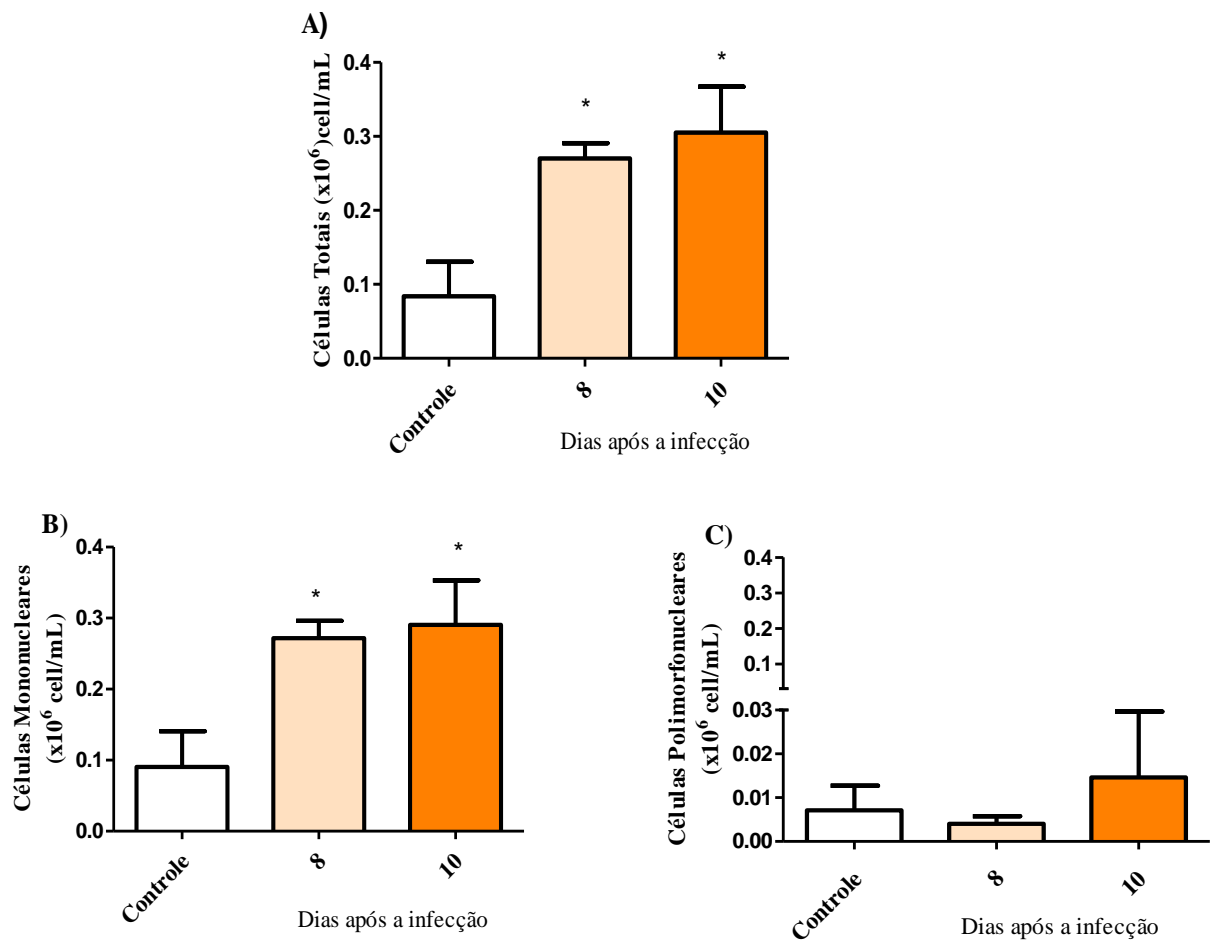 A)
Células Totais (x10⁶)cell/mL
0.4
0.3
0.2
0.1
0.0
*
*
Controle
8
10
Dias após a infecção
B)
Células Mononucleares
(x10⁶ cell/mL)
0.4
0.3
0.2
0.1
0.0
*
*
Controle
8
10
Dias após a infecção
C)
Células Polimorfonucleares
(x10⁶ cell/mL)
0.4
0.3
0.2
0.1
0.03
0.02
0.01
0.00
Controle
8
10
Dias após a infecção